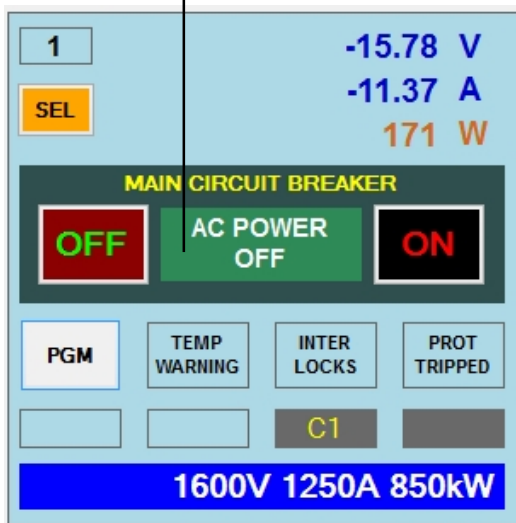 1
-15.78 V
SEL
-11.37 A
171 W
MAIN CIRCUIT BREAKER
OFF
AC POWER
OFF
ON
PGM
TEMP
WARNING
INTER
LOCKS
PROT
TRIPPED
C1
1600V 1250A 850kW